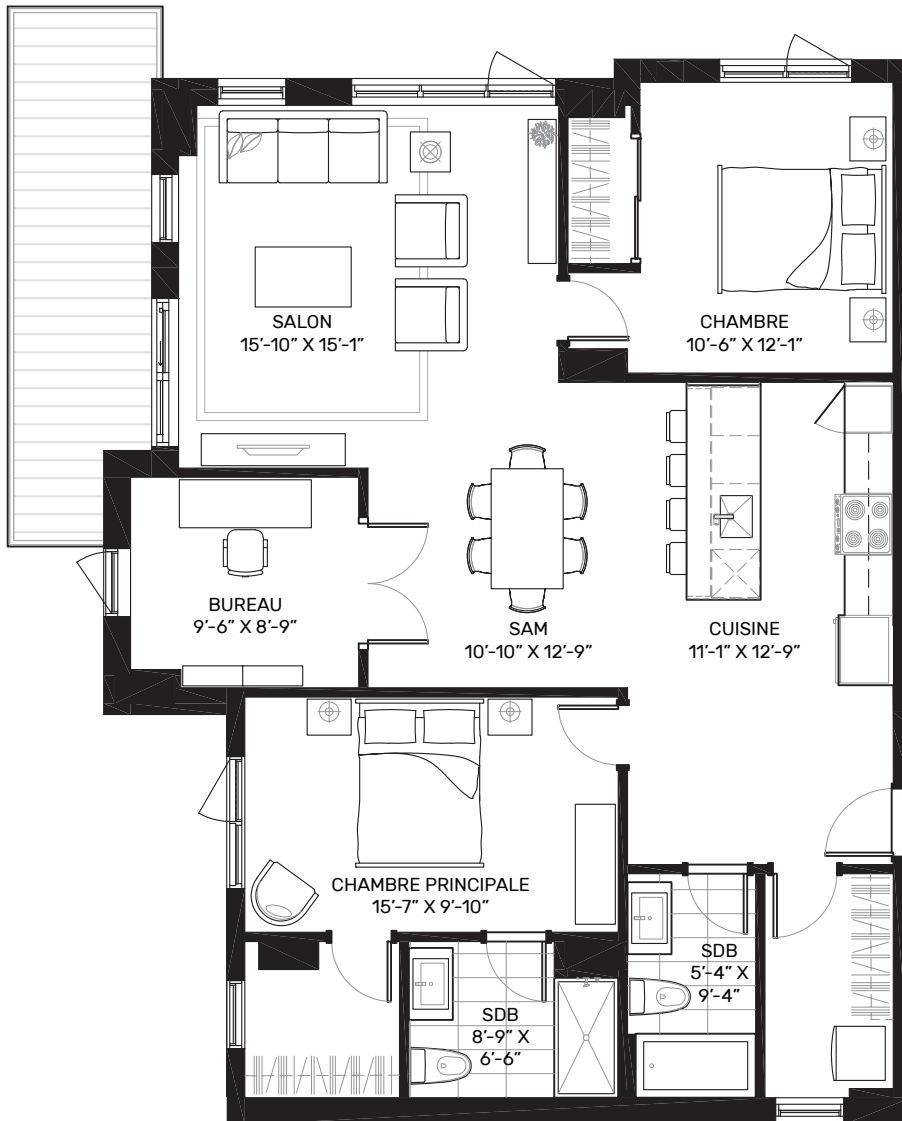 SALON
15’-10” X 15’-1”
CHAMBRE
10’-6” X 12’-1”
BUREAU
9’-6” X 8’-9”
SAM
10’-10” X 12’-9”
CUISINE
11’-1” X 12’-9”
CHAMBRE PRINCIPALE
15’-7” X 9’-10”
SDB
5’-4” X
9’-4”
SDB
8’-9” X
6’-6”